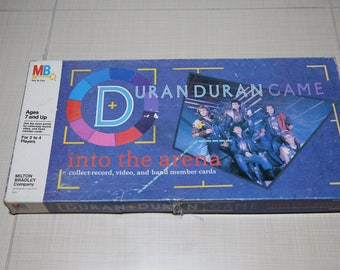 MB
DURAN DURAN GAME
D
Ages
7 and Up
For 2 to 4
Players
into the arena
collect record, video, and band member cards
MILTON
BRADLEY
Company
DURAN DURAN